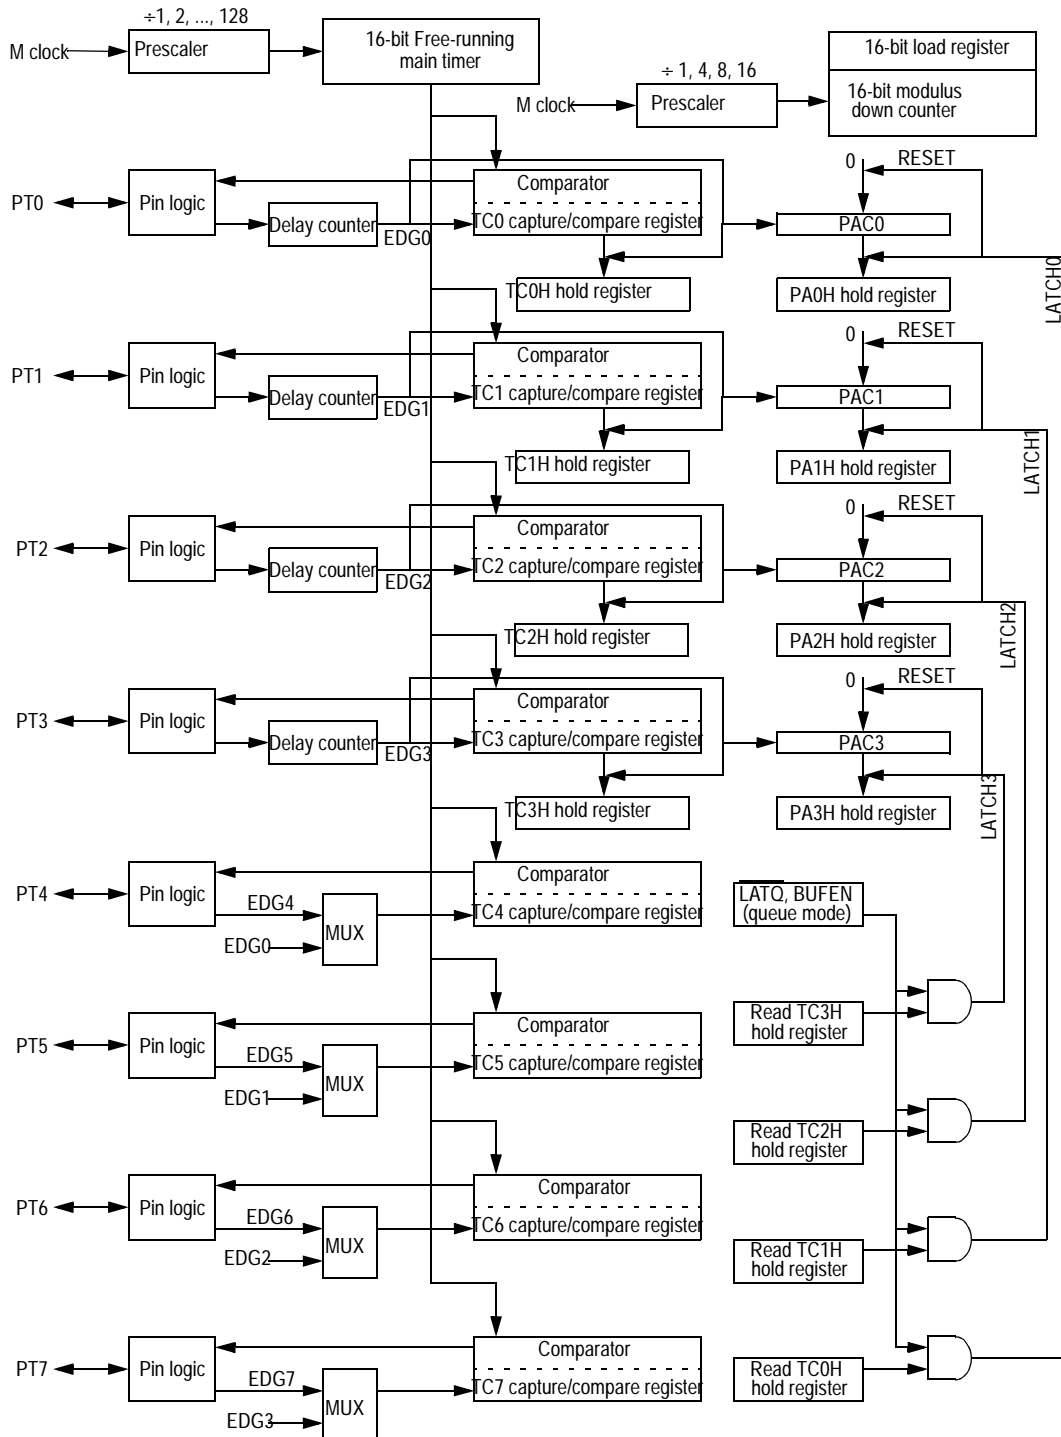 ÷1, 2, ..., 128
M clock
Prescaler
16-bit Free-running
main timer
÷ 1, 4, 8, 16
M clock
Prescaler
16-bit load register
16-bit modulus
down counter
PT0
Pin logic
Delay counter
EDG0
Comparator
TC0 capture/compare register
TC0H hold register
0
RESET
PAC0
PA0H hold register
LATCH0
PT1
Pin logic
Delay counter
EDG1
Comparator
TC1 capture/compare register
TC1H hold register
0
RESET
PAC1
PA1H hold register
LATCH1
PT2
Pin logic
Delay counter
EDG2
Comparator
TC2 capture/compare register
TC2H hold register
0
RESET
PAC2
PA2H hold register
LATCH2
PT3
Pin logic
Delay counter
EDG3
Comparator
TC3 capture/compare register
TC3H hold register
0
RESET
PAC3
PA3H hold register
LATCH3
PT4
Pin logic
EDG4
EDG0
MUX
Comparator
TC4 capture/compare register
LATQ, BUFEN
(queue mode)
PT5
Pin logic
EDG5
EDG1
MUX
Comparator
TC5 capture/compare register
Read TC3H
hold register
Read TC2H
hold register
PT6
Pin logic
EDG6
EDG2
MUX
Comparator
TC6 capture/compare register
Read TC1H
hold register
PT7
Pin logic
EDG7
EDG3
MUX
Comparator
TC7 capture/compare register
Read TC0H
hold register